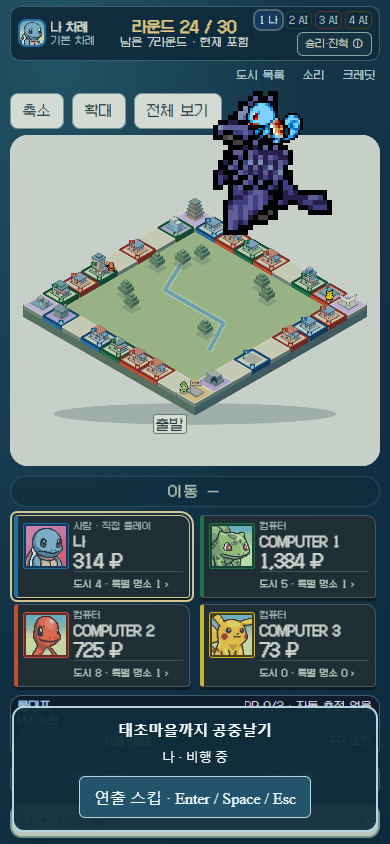 나 차례
기본 차례
라운드 24 / 30
남은 7라운드 · 현재 포함
1 나 2 AI 3 AI 4 AI
승리·진척 ⓘ
도시 목록 소리 크레딧
축소 확대 전체 보기
출발
이동 —
사람 · 직접 플레이
나
314 ₽
도시 4 · 특별 명소 1 ›
컴퓨터
COMPUTER 1
1,384 ₽
도시 5 · 특별 명소 1 ›
컴퓨터
COMPUTER 2
725 ₽
도시 8 · 특별 명소 1 ›
컴퓨터
COMPUTER 3
73 ₽
도시 0 · 특별 명소 0 ›
PP 소진
태초마을까지 공중날기
나 · 비행 중
연출 스킵 · Enter / Space / Esc